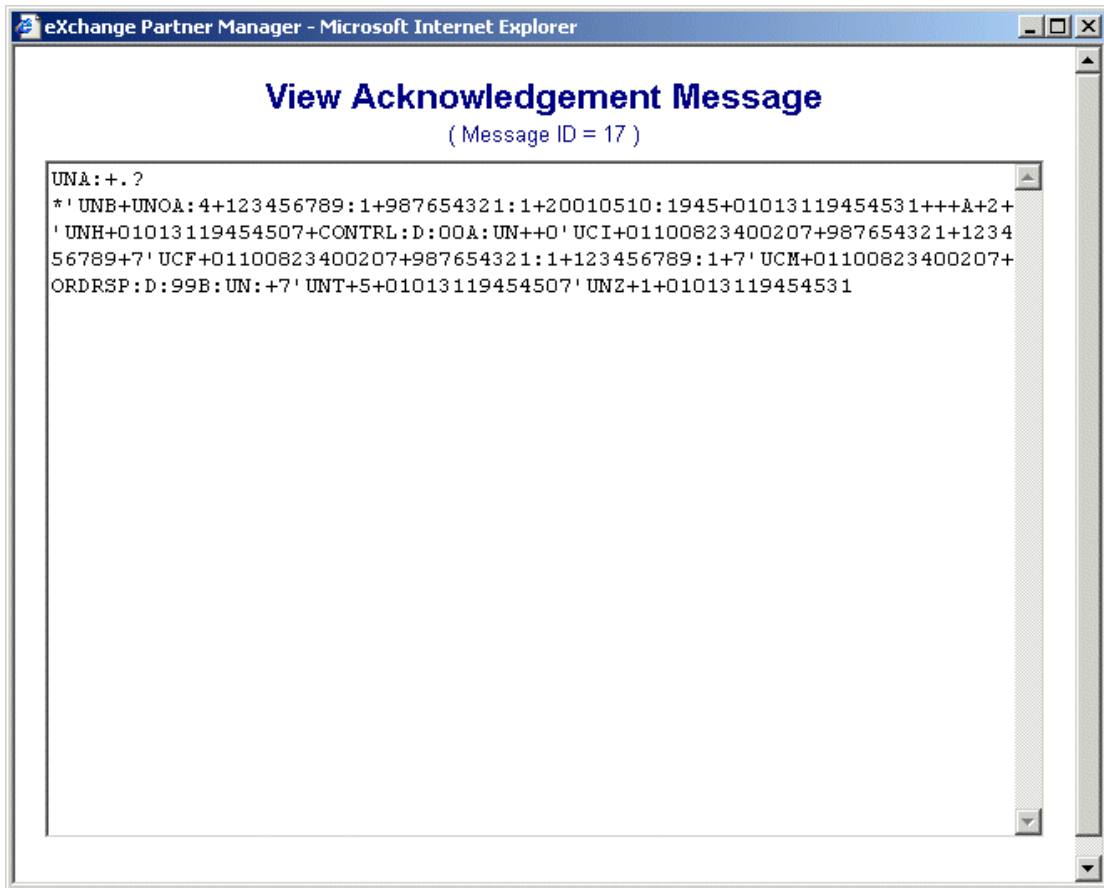 eXchange Partner Manager - Microsoft Internet Explorer
View Acknowledgement Message
( Message ID = 17 )
UNA:+.?
*'UNB+UNOA:4+123456789:1+987654321:1+20010510:1945+01013119454531+++A+2+
'UNH+01013119454507+CONTRL:D:00A:UN++0'UCI+01100823400207+987654321+1234
56789+7'UCF+01100823400207+987654321:1+123456789:1+7'UCM+01100823400207+
ORDRSP:D:99B:UN:+7'UNT+5+01013119454507'UNZ+1+01013119454531